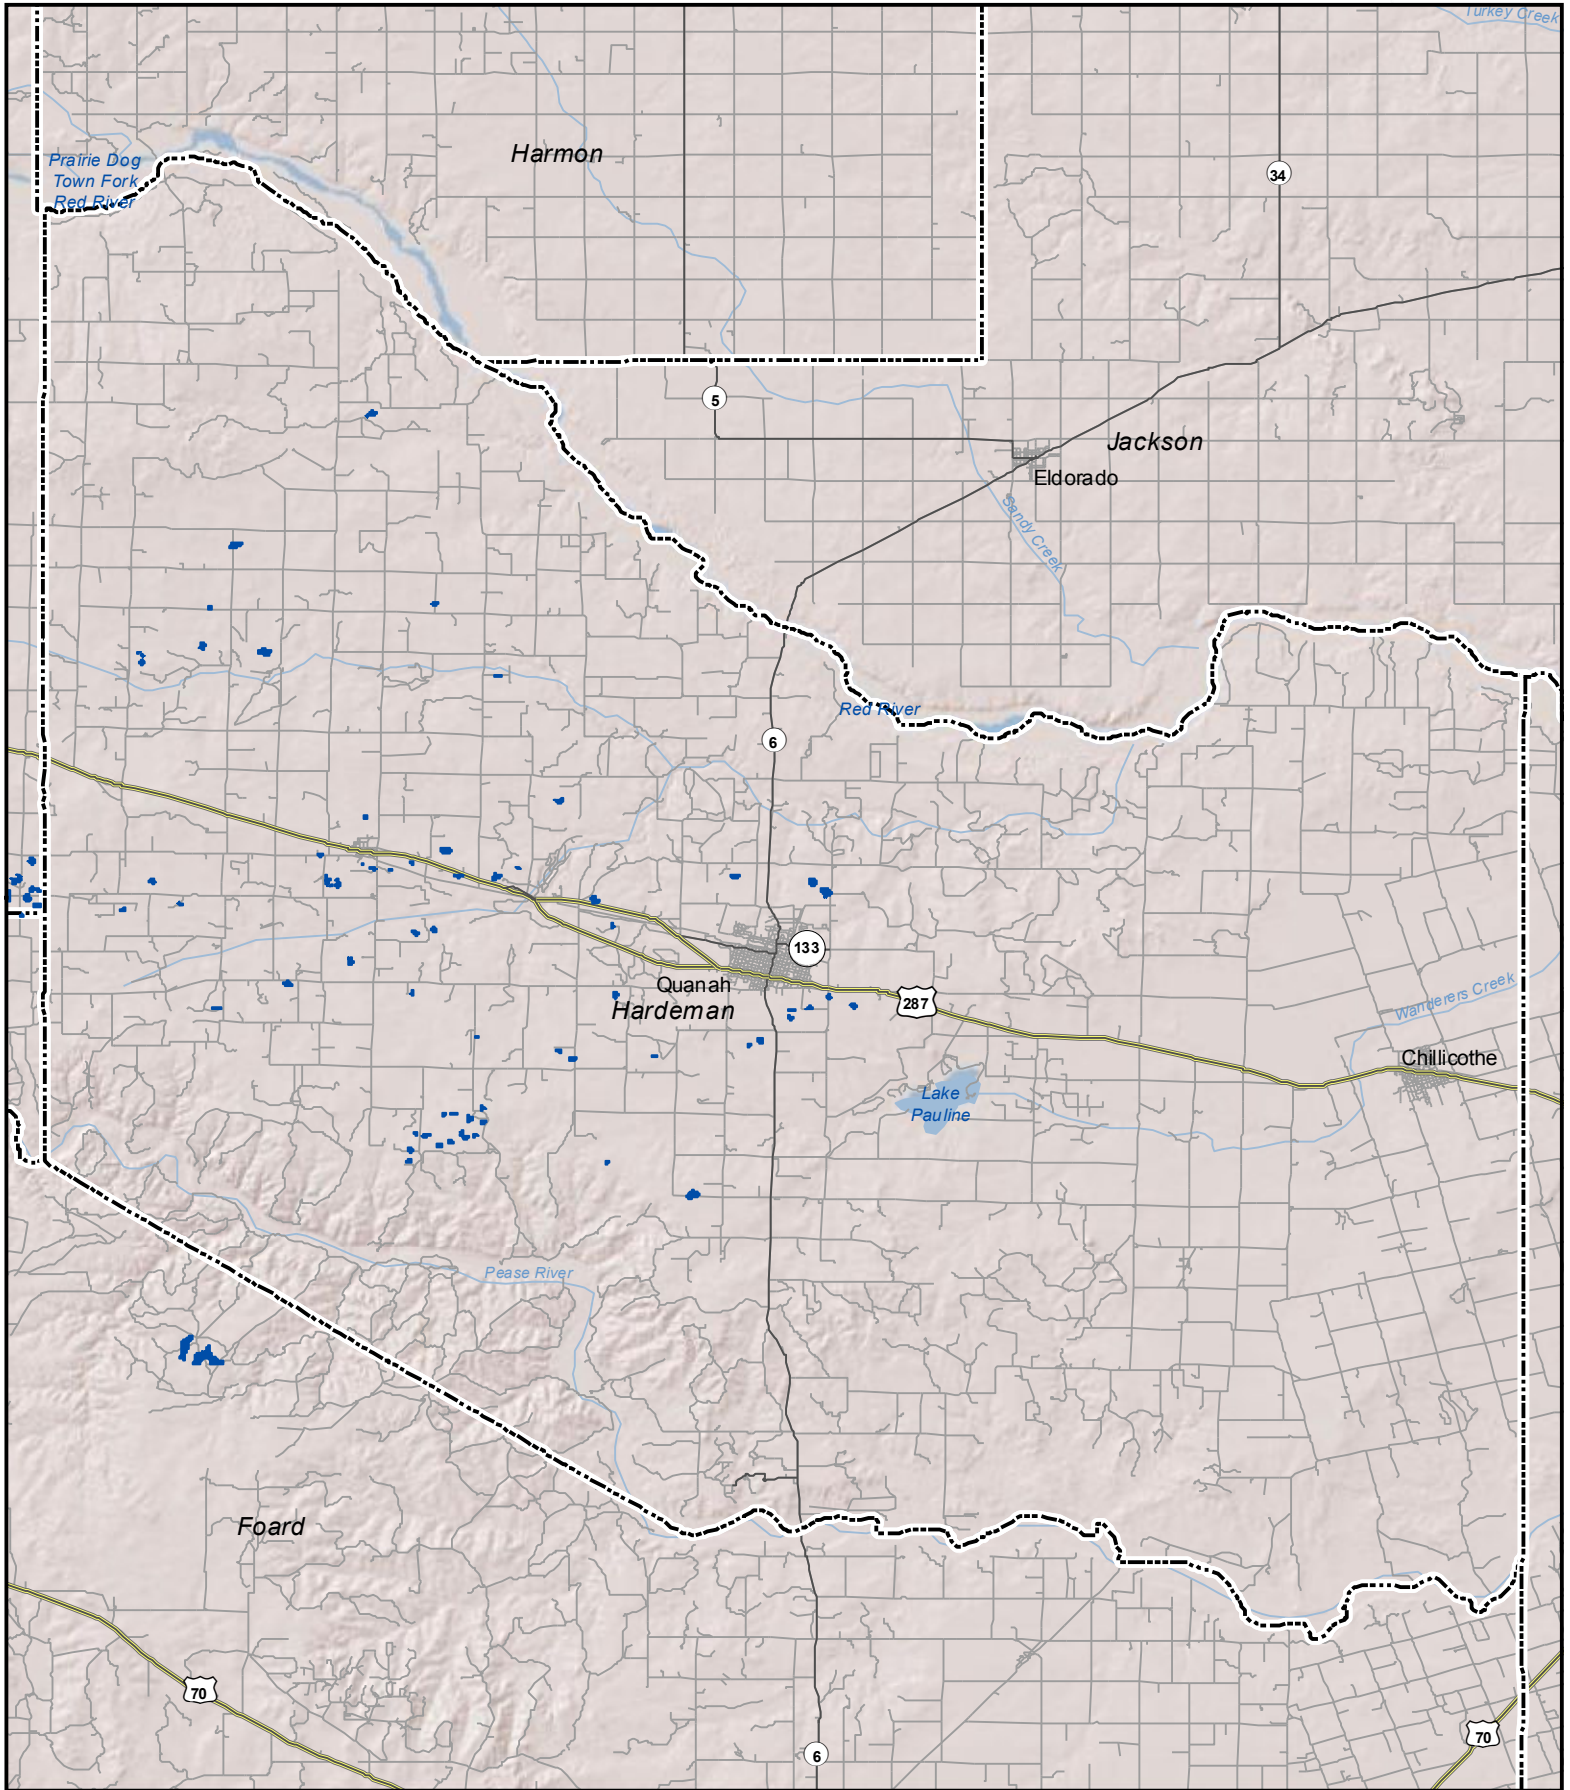 Turkey Creek
Harmon
Prairie Dog
Town Fork
Red River
34
5
Jackson
Eldorado
Sandy Creek
Red River
6
133
Quanah
Hardeman
287
Wanderers Creek
Chillicothe
Lake
Pauline
Pease River
Foard
70
70
6